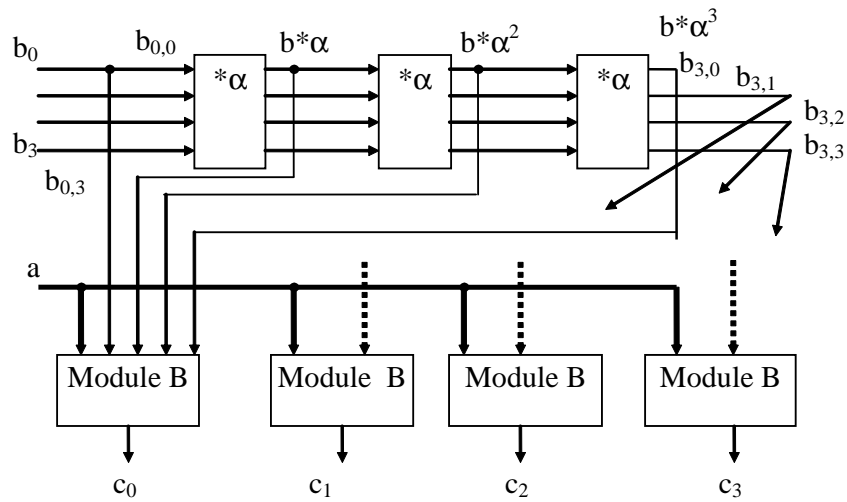 b₀ b₀,₀ b*α b*α² b*α³
*α *α *α b₃,₀
b₃,₁
b₃,₂
b₃ b₃,₃
b₀,₃
a
Module B Module B Module B Module B
c₀ c₁ c₂ c₃